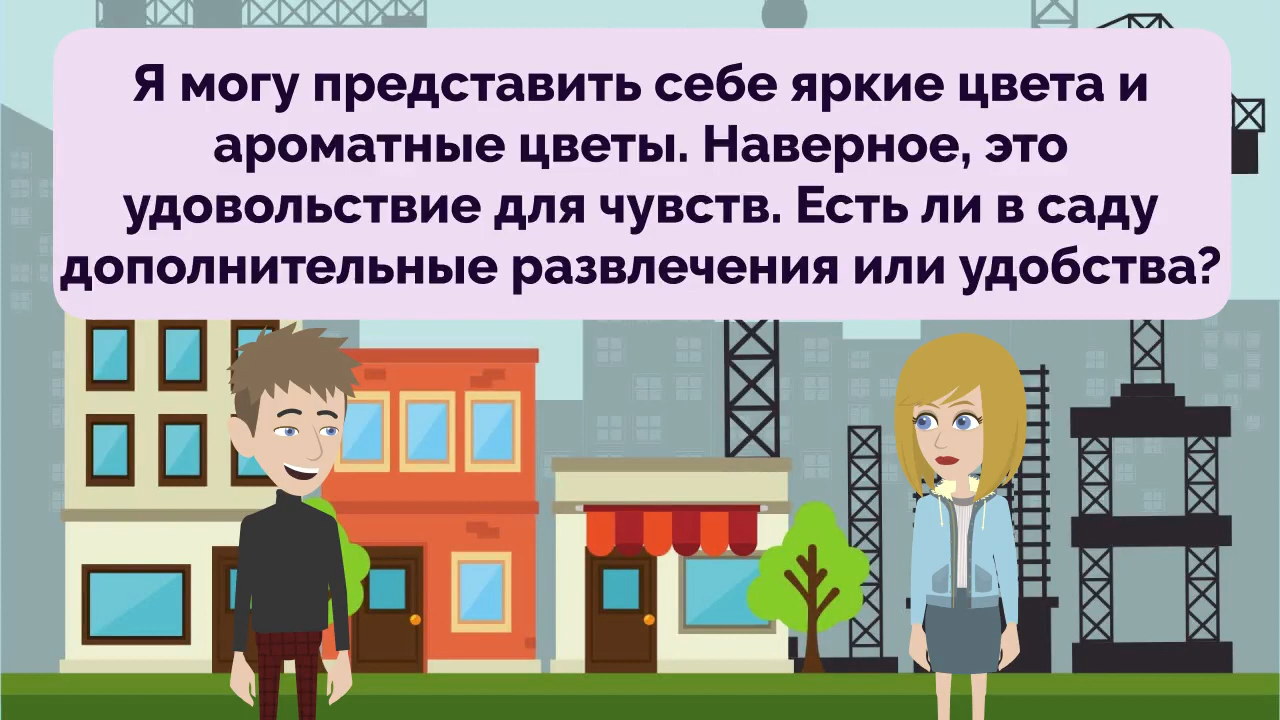 Я могу представить себе яркие цвета и
ароматные цветы. Наверное, это
удовольствие для чувств. Есть ли в саду
дополнительные развлечения или удобства?